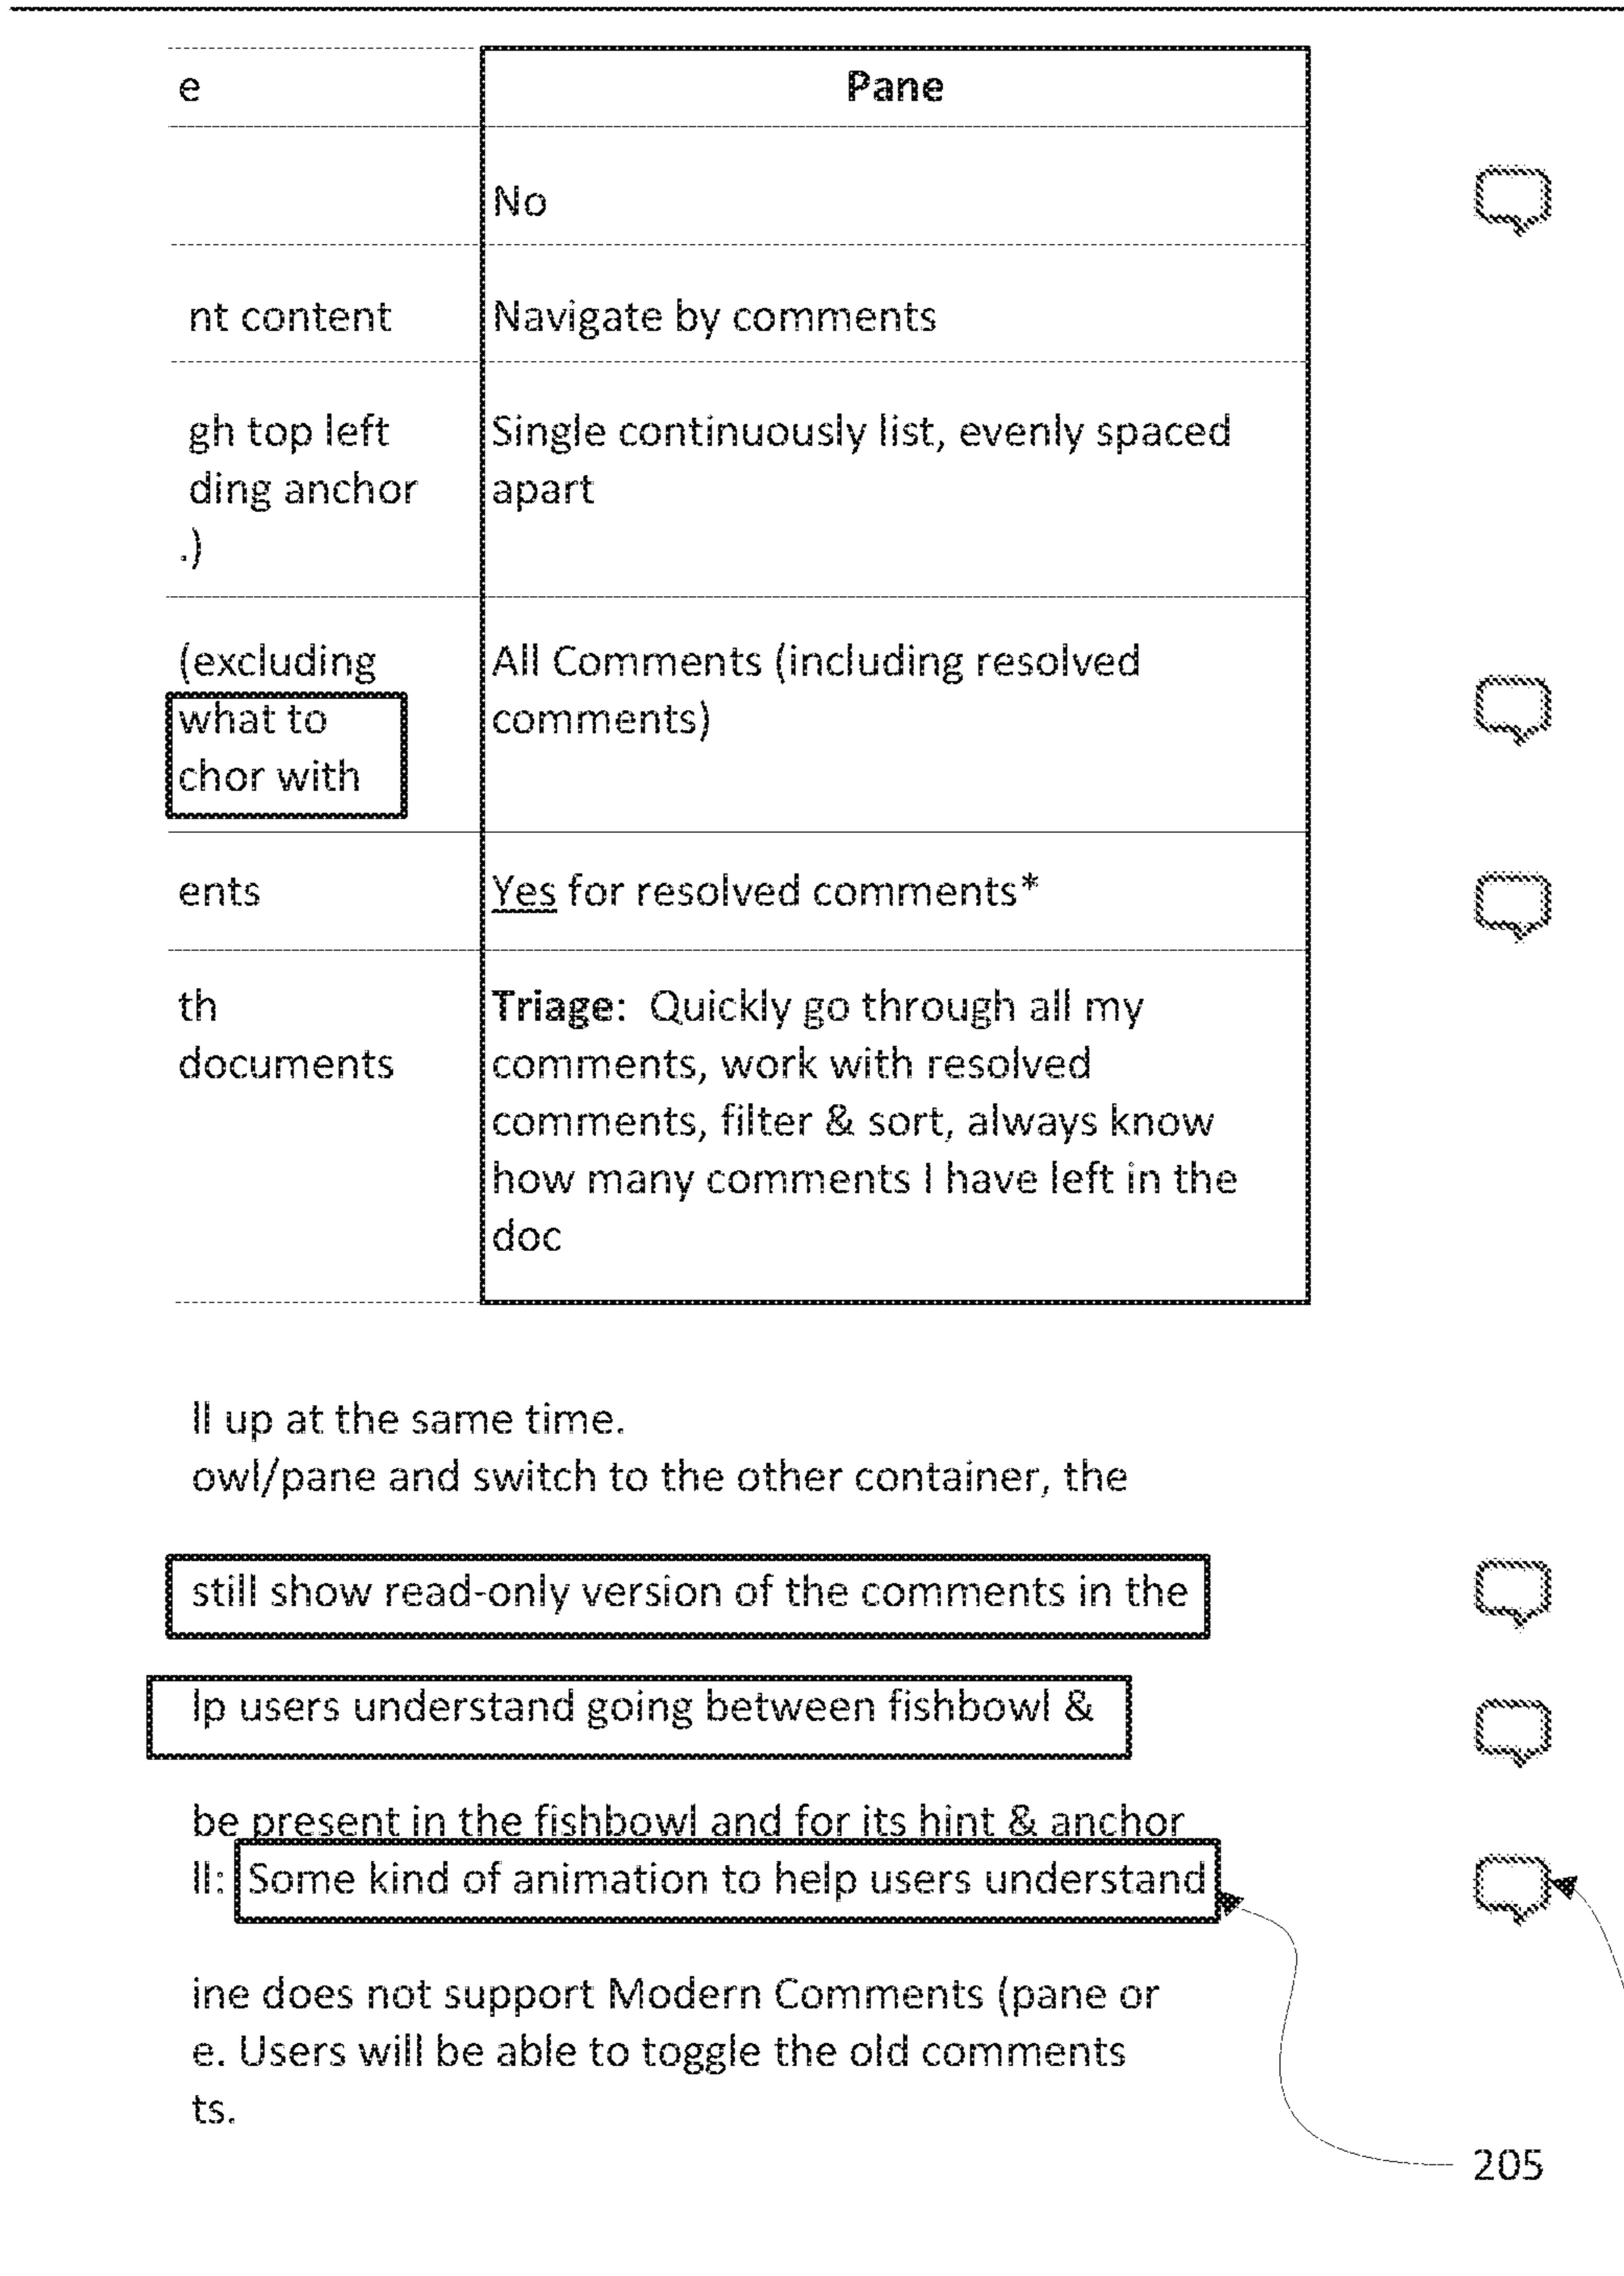 e Pane
No
nt content Navigate by comments
gh top left Single continuously list, evenly spaced
ding anchor apart
.)
(excluding All Comments (including resolved
what to comments)
chor with
ents Yes for resolved comments*
th Triage: Quickly go through all my
documents comments, work with resolved
comments, filter & sort, always know
how many comments I have left in the
doc
ll up at the same time.
owl/pane and switch to the other container, the
still show read-only version of the comments in the
lp users understand going between fishbowl &
be present in the fishbowl and for its hint & anchor
ll: Some kind of animation to help users understand
ine does not support Modern Comments (pane or
e. Users will be able to toggle the old comments
ts.
205